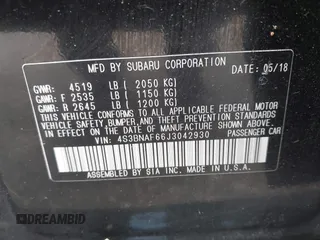 MFD BY SUBARU CORPORATION DATE: 05/18
GVWR: 4519 LB ( 2050 KG)
GAWR: F 2535 LB ( 1150 KG)
GAWR: R 2645 LB ( 1200 KG)
THIS VEHICLE CONFORMS TO ALL APPLICABLE FEDERAL MOTOR
VEHICLE SAFETY, BUMPER, AND THEFT PREVENTION STANDARDS
IN EFFECT ON THE DATE OF MANUFACTURE SHOWN ABOVE.
VIN: 4S3BNAF66J3042930 PASSENGER CAR
ASSEMBLED BY SIA INC. MADE IN U.S.A.
DREAMBID